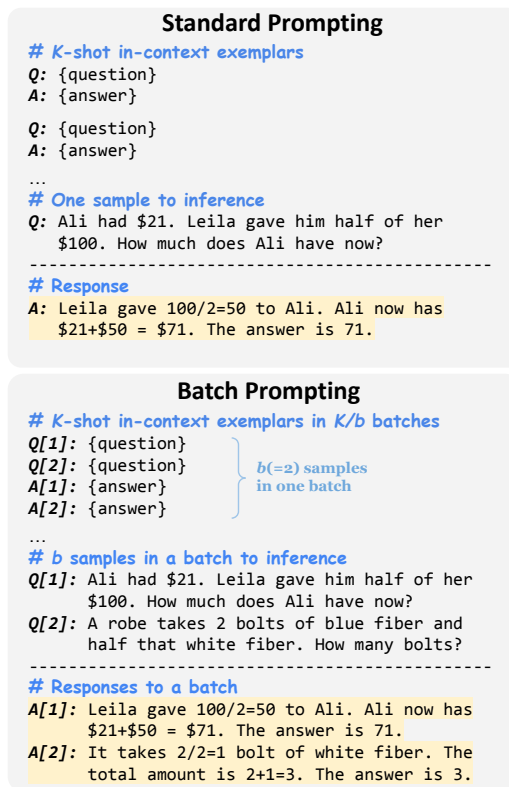 Standard Prompting
# K-shot in-context exemplars
Q: {question}
A: {answer}
Q: {question}
A: {answer}
...
# One sample to inference
Q: Ali had $21. Leila gave him half of her
$100. How much does Ali have now?
-----------------------------------------------
# Response
A: Leila gave 100/2=50 to Ali. Ali now has
$21+$50 = $71. The answer is 71.
Batch Prompting
# K-shot in-context exemplars in K/b batches
Q[1]: {question}
Q[2]: {question}
A[1]: {answer}
A[2]: {answer}
b(=2) samples
in one batch
...
# b samples in a batch to inference
Q[1]: Ali had $21. Leila gave him half of her
$100. How much does Ali have now?
Q[2]: A robe takes 2 bolts of blue fiber and
half that white fiber. How many bolts?
-----------------------------------------------
# Responses to a batch
A[1]: Leila gave 100/2=50 to Ali. Ali now has
$21+$50 = $71. The answer is 71.
A[2]: It takes 2/2=1 bolt of white fiber. The
total amount is 2+1=3. The answer is 3.